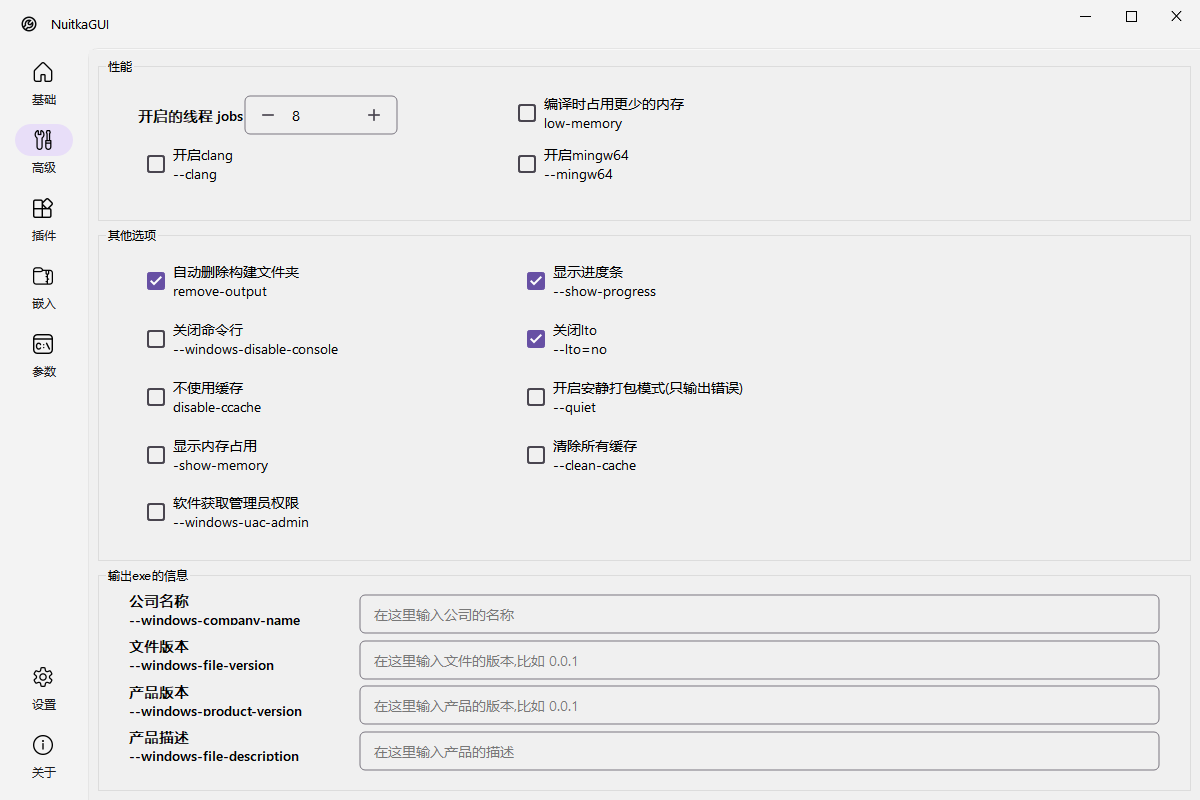 NuitkaGUI
基础
高级
插件
嵌入
参数
设置
关于
性能
开启的线程 jobs
8
编译时占用更少的内存
low-memory
开启clang
--clang
开启mingw64
--mingw64
其他选项
自动删除构建文件夹
remove-output
显示进度条
--show-progress
关闭命令行
--windows-disable-console
关闭lto
--lto=no
不使用缓存
disable-ccache
开启安静打包模式(只输出错误)
--quiet
显示内存占用
-show-memory
清除所有缓存
--clean-cache
软件获取管理员权限
--windows-uac-admin
输出exe的信息
公司名称
--windows-company-name
在这里输入公司的名称
文件版本
--windows-file-version
在这里输入文件的版本,比如 0.0.1
产品版本
--windows-product-version
在这里输入产品的版本,比如 0.0.1
产品描述
--windows-file-description
在这里输入产品的描述